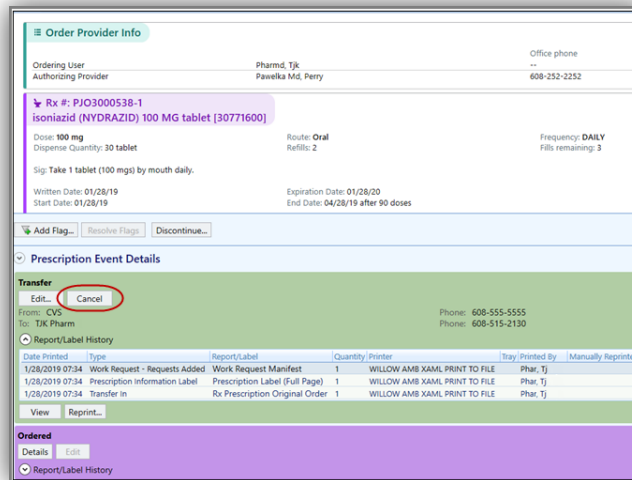 Order Provider Info
Office phone
Ordering User Pharmd, Tjk --
Authorizing Provider Pawelka Md, Perry 608-252-2252
Rx #: PJO3000538-1
isoniazid (NYDRAZID) 100 MG tablet [30771600]
Dose: 100 mg Route: Oral Frequency: DAILY
Dispense Quantity: 30 tablet Refills: 2 Fills remaining: 3
Sig: Take 1 tablet (100 mgs) by mouth daily.
Written Date: 01/28/19 Expiration Date: 01/28/20
Start Date: 01/28/19 End Date: 04/28/19 after 90 doses
Add Flag... Resolve Flags Discontinue...
Prescription Event Details
Transfer
Edit... Cancel
From: CVS Phone: 608-555-5555
To: TJK Pharm Phone: 608-515-2130
Report/Label History
Date Printed Type Report/Label Quantity Printer Tray Printed By Manually Reprinte
1/28/2019 07:34 Work Request - Requests Added Work Request Manifest 1 WILLOW AMB XAML PRINT TO FILE Phar, Tj
1/28/2019 07:34 Prescription Information Label Prescription Label (Full Page) 1 WILLOW AMB XAML PRINT TO FILE Phar, Tj
1/28/2019 07:34 Transfer In Rx Prescription Original Order 1 WILLOW AMB XAML PRINT TO FILE Phar, Tj
View Reprint...
Ordered
Details Edit
Report/Label History